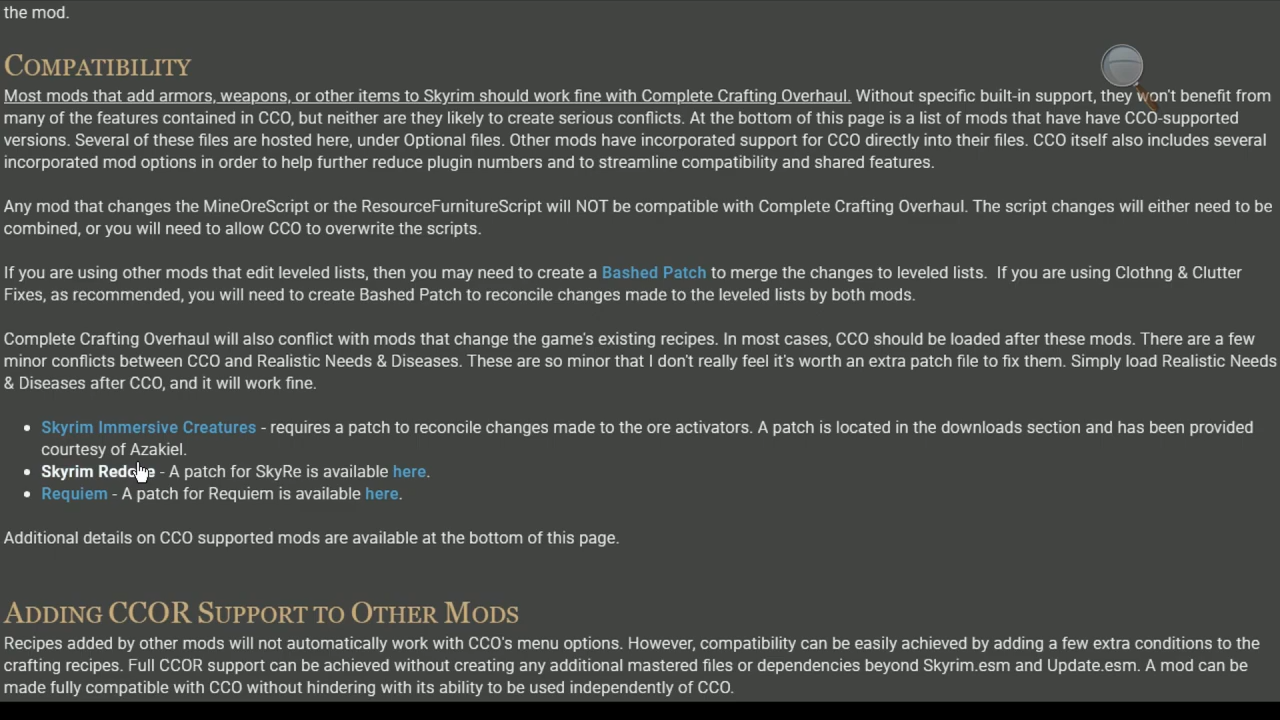 the mod.
COMPATIBILITY
Most mods that add armors, weapons, or other items to Skyrim should work fine with Complete Crafting Overhaul. Without specific built-in support, they won't benefit from
many of the features contained in CCO, but neither are they likely to create serious conflicts. At the bottom of this page is a list of mods that have have CCO-supported
versions. Several of these files are hosted here, under Optional files. Other mods have incorporated support for CCO directly into their files. CCO itself also includes several
incorporated mod options in order to help further reduce plugin numbers and to streamline compatibility and shared features.
Any mod that changes the MineOreScript or the ResourceFurnitureScript will NOT be compatible with Complete Crafting Overhaul. The script changes will either need to be
combined, or you will need to allow CCO to overwrite the scripts.
If you are using other mods that edit leveled lists, then you may need to create a Bashed Patch to merge the changes to leveled lists.  If you are using Clothng & Clutter
Fixes, as recommended, you will need to create Bashed Patch to reconcile changes made to the leveled lists by both mods.
Complete Crafting Overhaul will also conflict with mods that change the game's existing recipes. In most cases, CCO should be loaded after these mods. There are a few
minor conflicts between CCO and Realistic Needs & Diseases. These are so minor that I don't really feel it's worth an extra patch file to fix them. Simply load Realistic Needs
& Diseases after CCO, and it will work fine.
• Skyrim Immersive Creatures - requires a patch to reconcile changes made to the ore activators. A patch is located in the downloads section and has been provided
courtesy of Azakiel.
• Skyrim - A patch for SkyRe is available here.
• Requiem - A patch for Requiem is available here.
Additional details on CCO supported mods are available at the bottom of this page.
ADDING CCOR SUPPORT TO OTHER MODS
Recipes added by other mods will not automatically work with CCO's menu options. However, compatibility can be easily achieved by adding a few extra conditions to the
crafting recipes. Full CCOR support can be achieved without creating any additional mastered files or dependencies beyond Skyrim.esm and Update.esm. A mod can be
made fully compatible with CCO without hindering with its ability to be used independently of CCO.